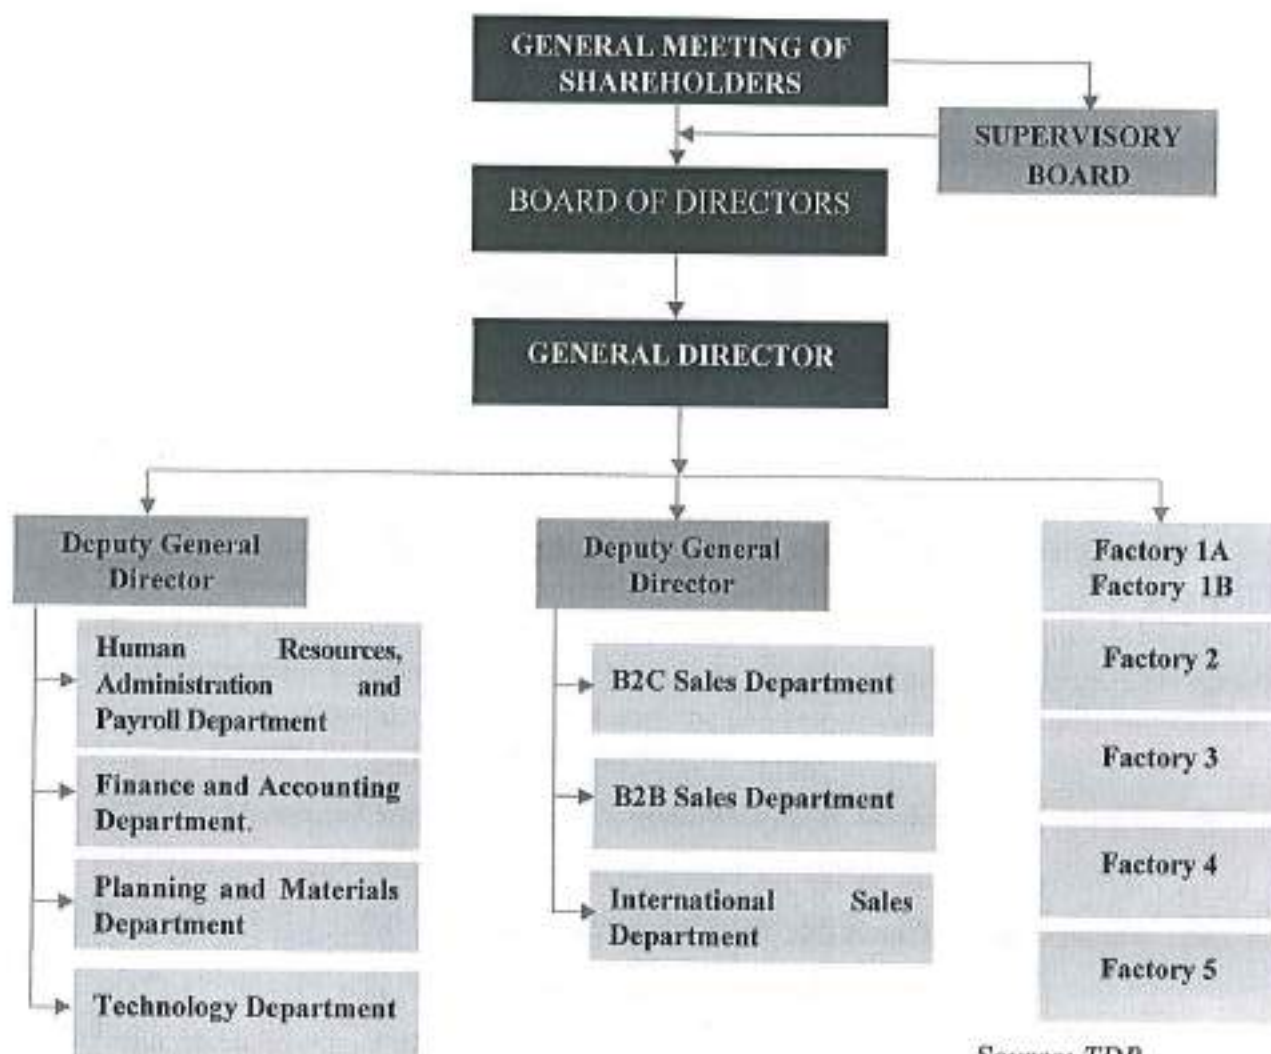 GENERAL MEETING OF
SHAREHOLDERS
SUPERVISORY
BOARD
BOARD OF DIRECTORS
GENERAL DIRECTOR
Deputy General
Director
Human Resources,
Administration and
Payroll Department
Finance and Accounting
Department.
Planning and Materials
Department
Technology Department
Deputy General
Director
B2C Sales Department
B2B Sales Department
International Sales
Department
Factory 1A
Factory 1B
Factory 2
Factory 3
Factory 4
Factory 5
Source: TDP